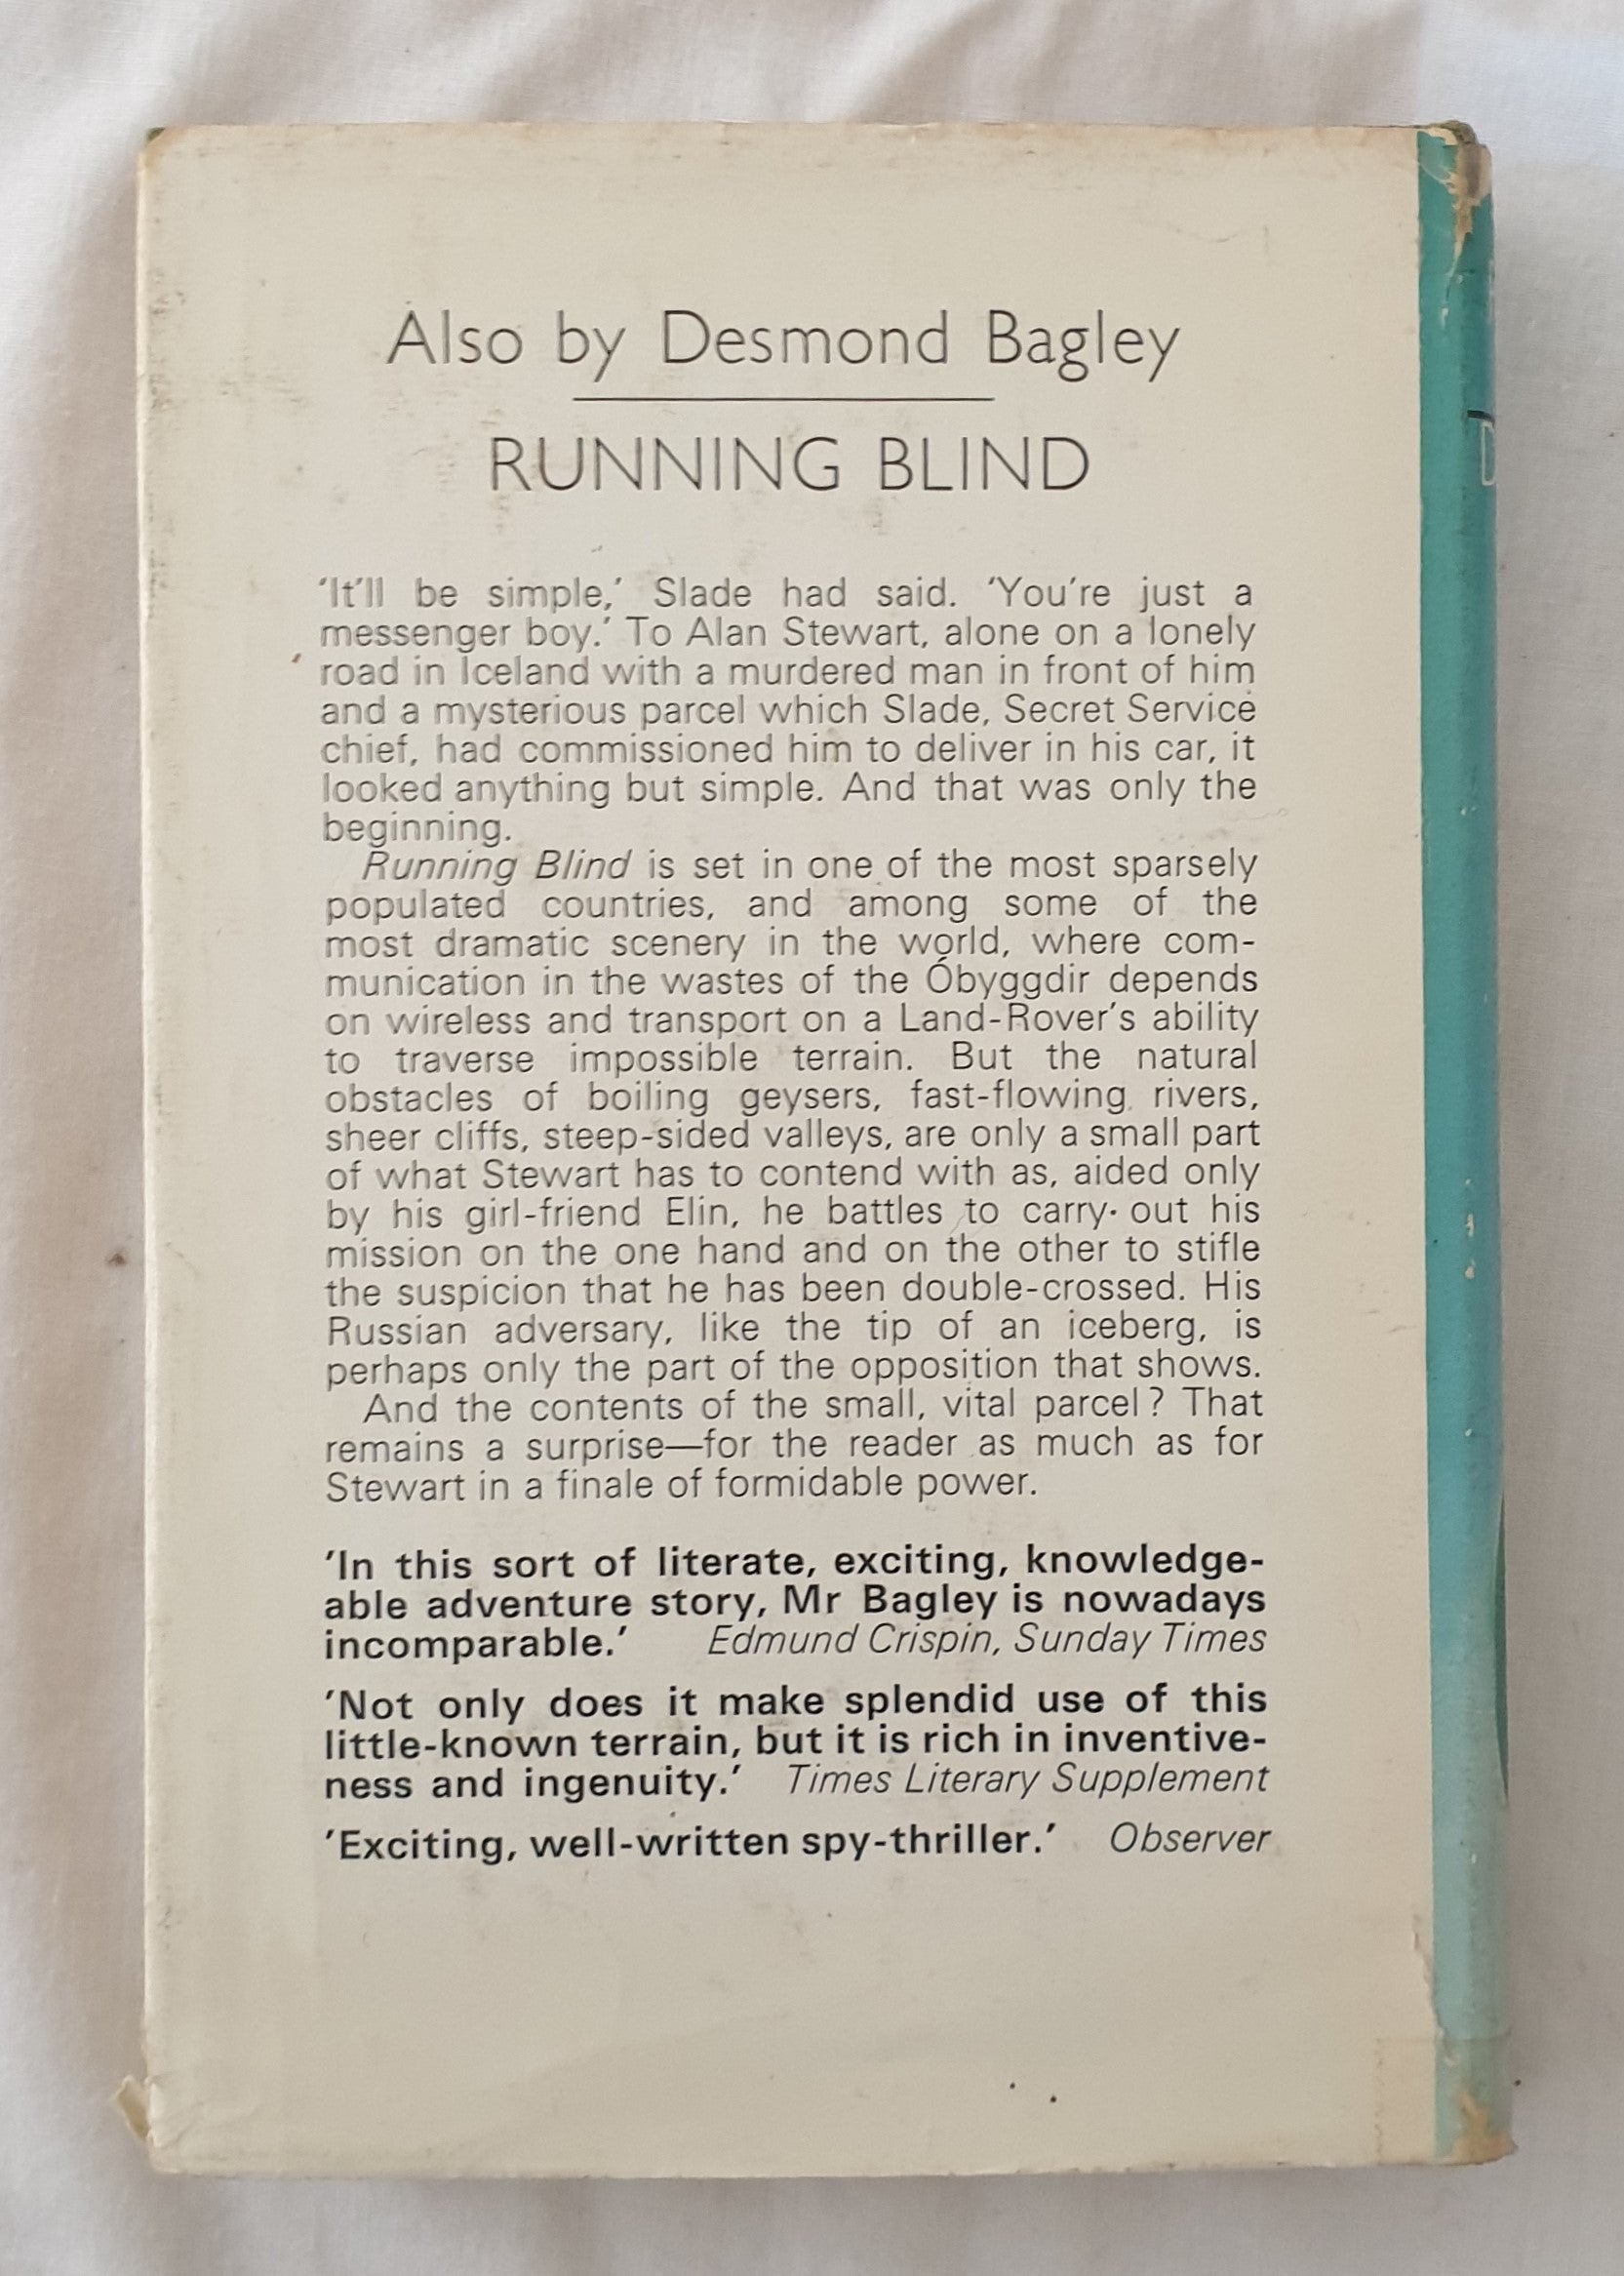 Also by Desmond Bagley
RUNNING BLIND
'It'll be simple,' Slade had said. 'You're just a
messenger boy.' To Alan Stewart, alone on a lonely
road in Iceland with a murdered man in front of him
and a mysterious parcel which Slade, Secret Service
chief, had commissioned him to deliver in his car, it
looked anything but simple. And that was only the
beginning.
Running Blind is set in one of the most sparsely
populated countries, and among some of the
most dramatic scenery in the world, where com-
munication in the wastes of the Óbyggdir depends
on wireless and transport on a Land-Rover's ability
to traverse impossible terrain. But the natural
obstacles of boiling geysers, fast-flowing rivers,
sheer cliffs, steep-sided valleys, are only a small part
of what Stewart has to contend with as, aided only
by his girl-friend Elin, he battles to carry out his
mission on the one hand and on the other to stifle
the suspicion that he has been double-crossed. His
Russian adversary, like the tip of an iceberg, is
perhaps only the part of the opposition that shows.
And the contents of the small, vital parcel? That
remains a surprise—for the reader as much as for
Stewart in a finale of formidable power.
'In this sort of literate, exciting, knowledge-
able adventure story, Mr Bagley is nowadays
incomparable.' Edmund Crispin, Sunday Times
'Not only does it make splendid use of this
little-known terrain, but it is rich in inventive-
ness and ingenuity.' Times Literary Supplement
'Exciting, well-written spy-thriller.' Observer